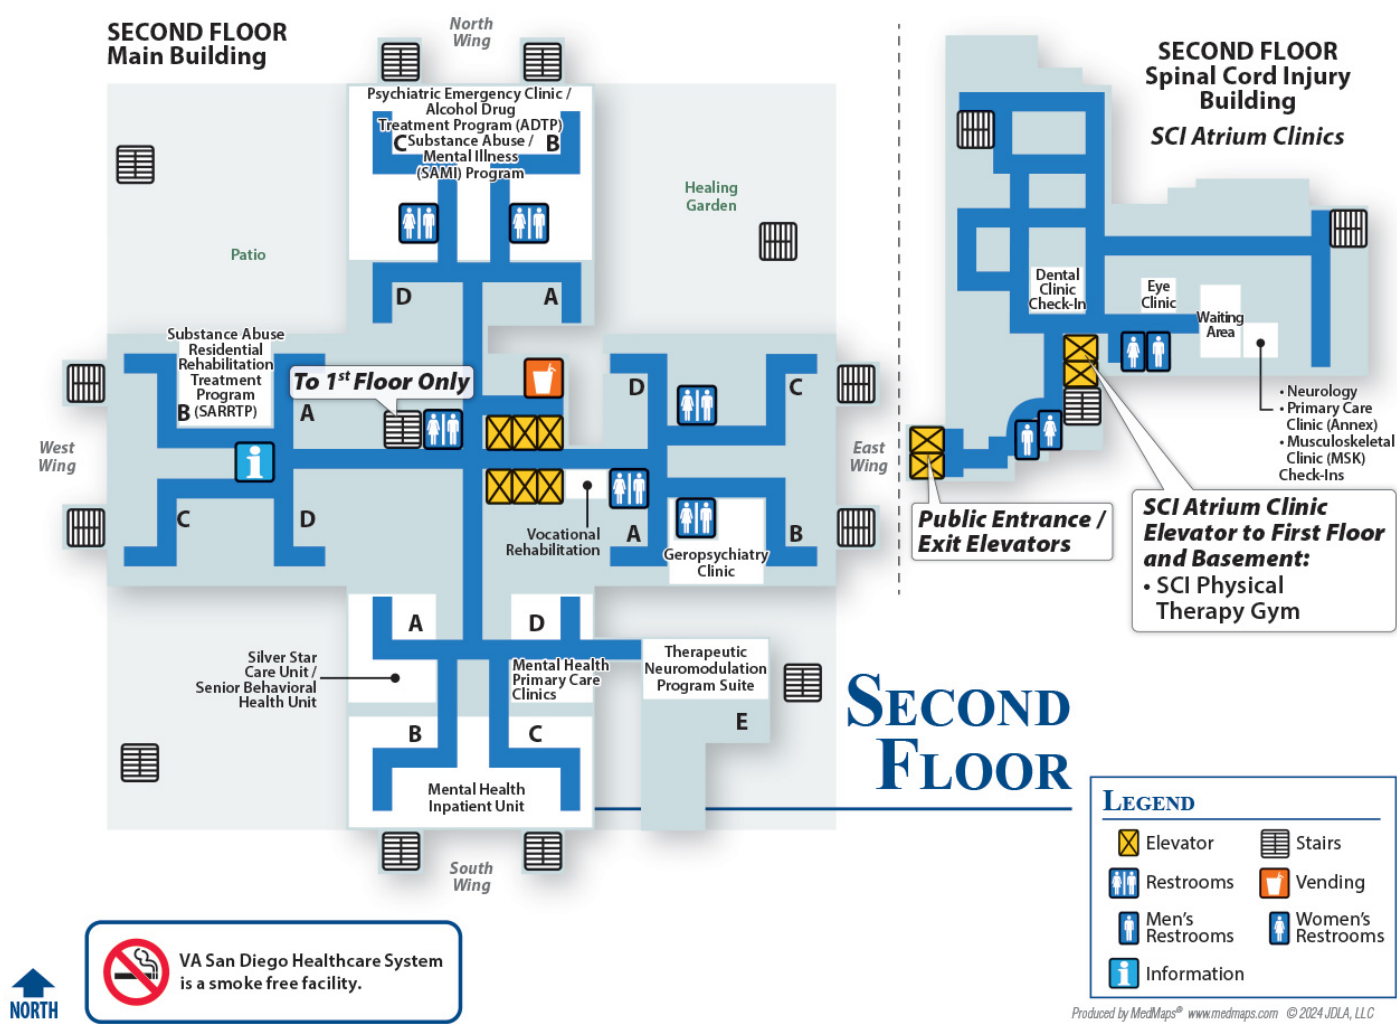 SECOND FLOOR
Main Building
North
Wing
Psychiatric Emergency Clinic /
Alcohol Drug
Treatment Program (ADTP)
Substance Abuse /
Mental Illness
(SAMI) Program
C
B
D
A
Patio
Healing
Garden
Substance Abuse
Residential
Rehabilitation
Treatment
Program
(SARRTP)
B
A
To 1st Floor Only
D
C
West
Wing
East
Wing
C
D
Vocational
Rehabilitation
A
B
Geropsychiatry
Clinic
A
D
Silver Star
Care Unit /
Senior Behavioral
Health Unit
Mental Health
Primary Care
Clinics
Therapeutic
Neuromodulation
Program Suite
E
B
C
Mental Health
Inpatient Unit
South
Wing
SECOND FLOOR
Spinal Cord Injury
Building
SCI Atrium Clinics
Dental
Clinic
Check-In
Eye
Clinic
Waiting
Area
• Neurology
• Primary Care
Clinic (Annex)
• Musculoskeletal
Clinic (MSK)
Check-Ins
Public Entrance /
Exit Elevators
SCI Atrium Clinic
Elevator to First Floor
and Basement:
• SCI Physical
Therapy Gym
SECOND
FLOOR
LEGEND
Elevator
Stairs
Restrooms
Vending
Men's
Restrooms
Women's
Restrooms
Information
NORTH
VA San Diego Healthcare System
is a smoke free facility.
Produced by MedMaps® www.medmaps.com © 2024 JDLA, LLC